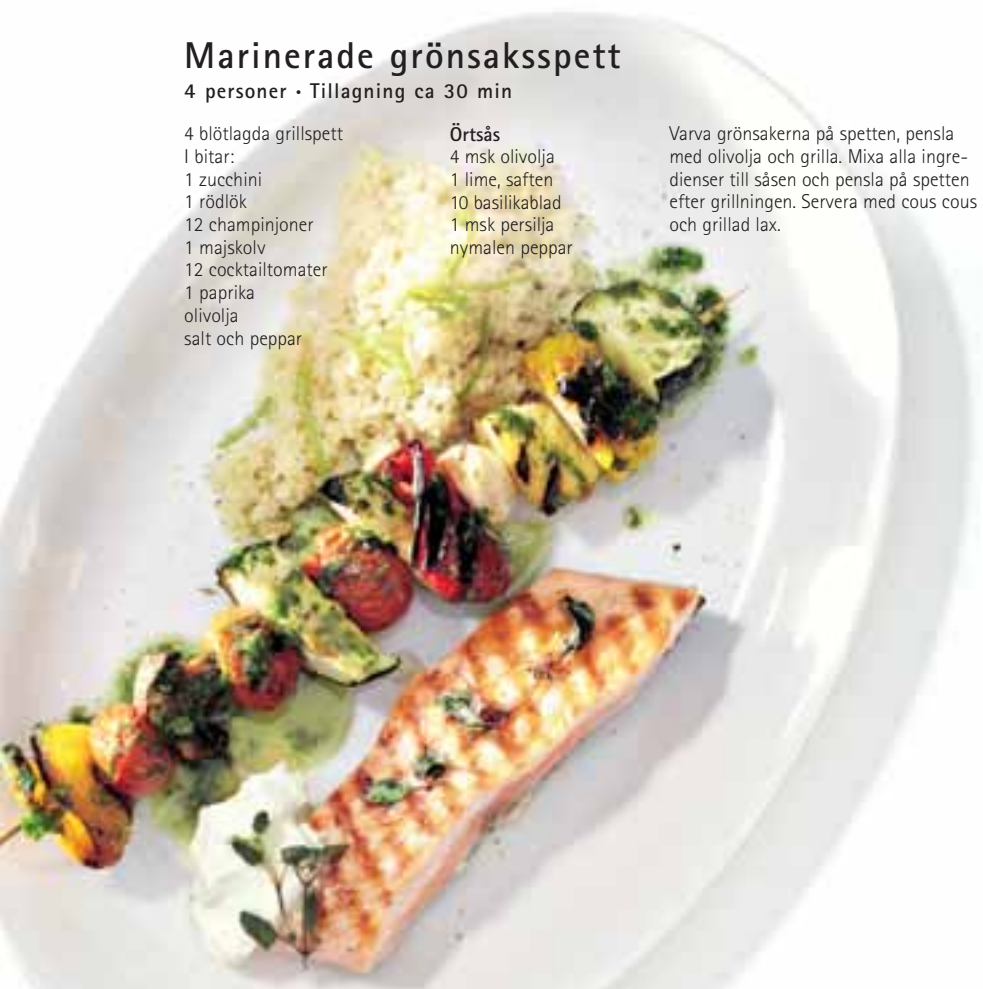 Marinerade grönsaksspett
4 personer · Tillagning ca 30 min
4 blötlagda grillspett
I bitar:
1 zucchini
1 rödlök
12 champinjoner
1 majskolv
12 cocktailtomater
1 paprika
olivolja
salt och peppar
Örtsås
4 msk olivolja
1 lime, saften
10 basilikablad
1 msk persilja
nymalen peppar
Varva grönsakerna på spetten, pensla
med olivolja och grilla. Mixa alla ingre-
dienser till såsen och pensla på spetten
efter grillningen. Servera med cous cous
och grillad lax.